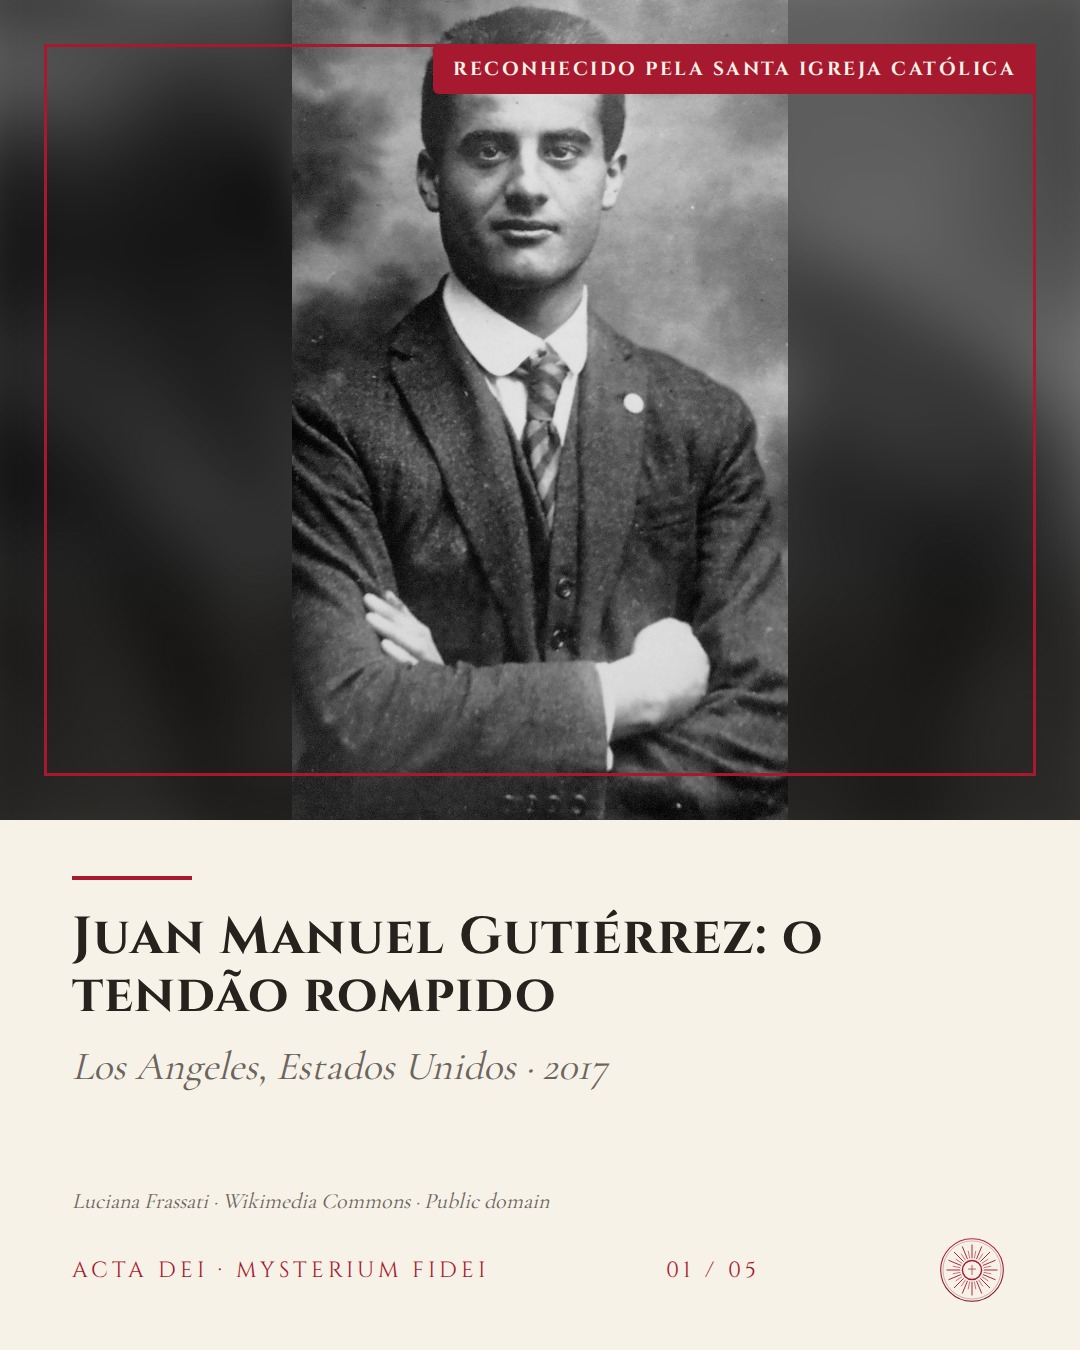 RECONHECIDO PELA SANTA IGREJA CATÓLICA
Juan Manuel Gutiérrez: o
tendão rompido
Los Angeles, Estados Unidos · 2017
Luciana Frassati · Wikimedia Commons · Public domain
ACTA DEI · MYSTERIUM FIDEI
01 / 05